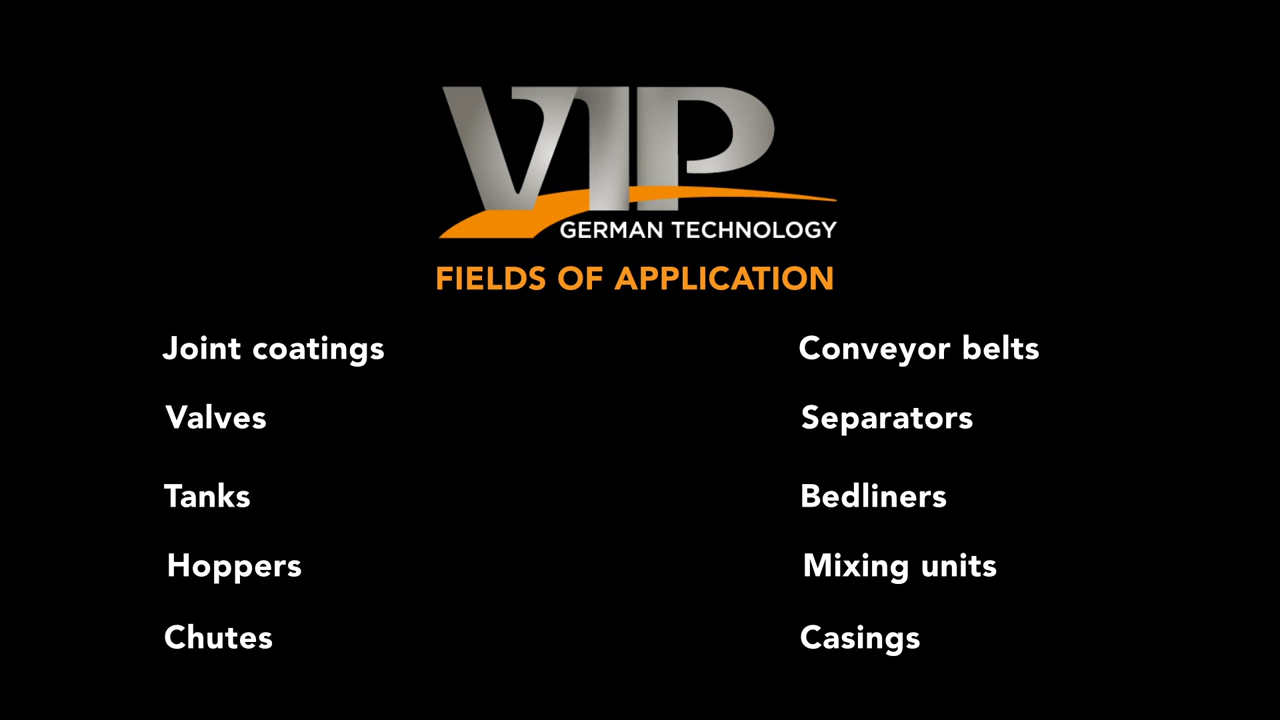 VIP
GERMAN TECHNOLOGY
FIELDS OF APPLICATION
Joint coatings
Valves
Tanks
Hoppers
Chutes
Conveyor belts
Separators
Bedliners
Mixing units
Casings